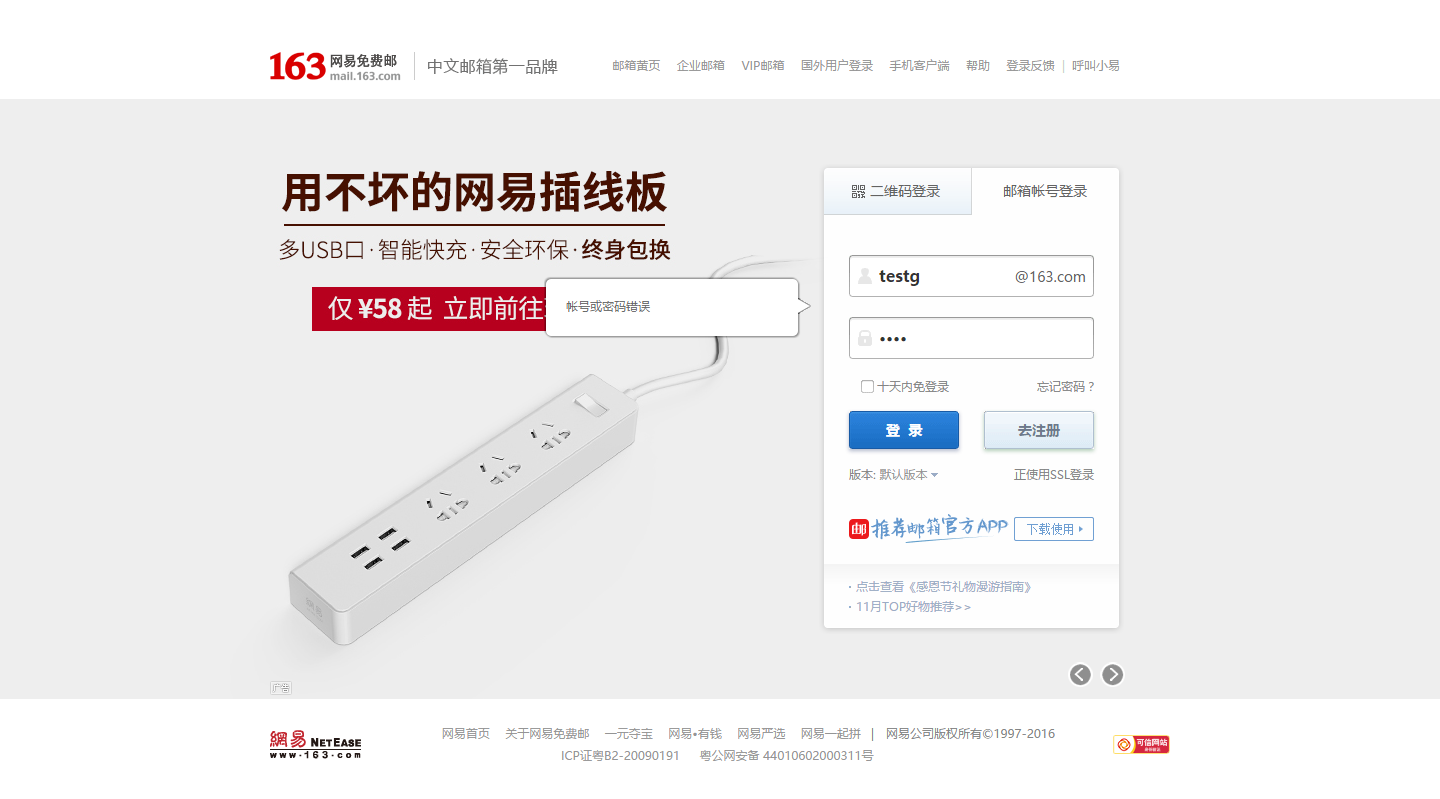 163 网易免费邮
mail.163.com
中文邮箱第一品牌
邮箱黄页 企业邮箱 VIP邮箱 国外用户登录 手机客户端 帮助 登录反馈 | 呼叫小易
用不坏的网易插线板
多USB口·智能快充·安全环保·终身包换
仅 ¥58 起 立即前往
帐号或密码错误
二维码登录
邮箱帐号登录
testg @163.com
••••
十天内免登录 忘记密码?
登 录 去注册
版本: 默认版本 正使用SSL登录
邮 推荐邮箱官方APP 下载使用
· 点击查看《感恩节礼物漫游指南》
· 11月TOP好物推荐>>
广告
網易 NETEASE
www.163.com
网易首页 关于网易免费邮 一元夺宝 网易•有钱 网易严选 网易一起拼 | 网易公司版权所有©1997-2016
ICP证粤B2-20090191 粤公网安备 44010602000311号
可信网站